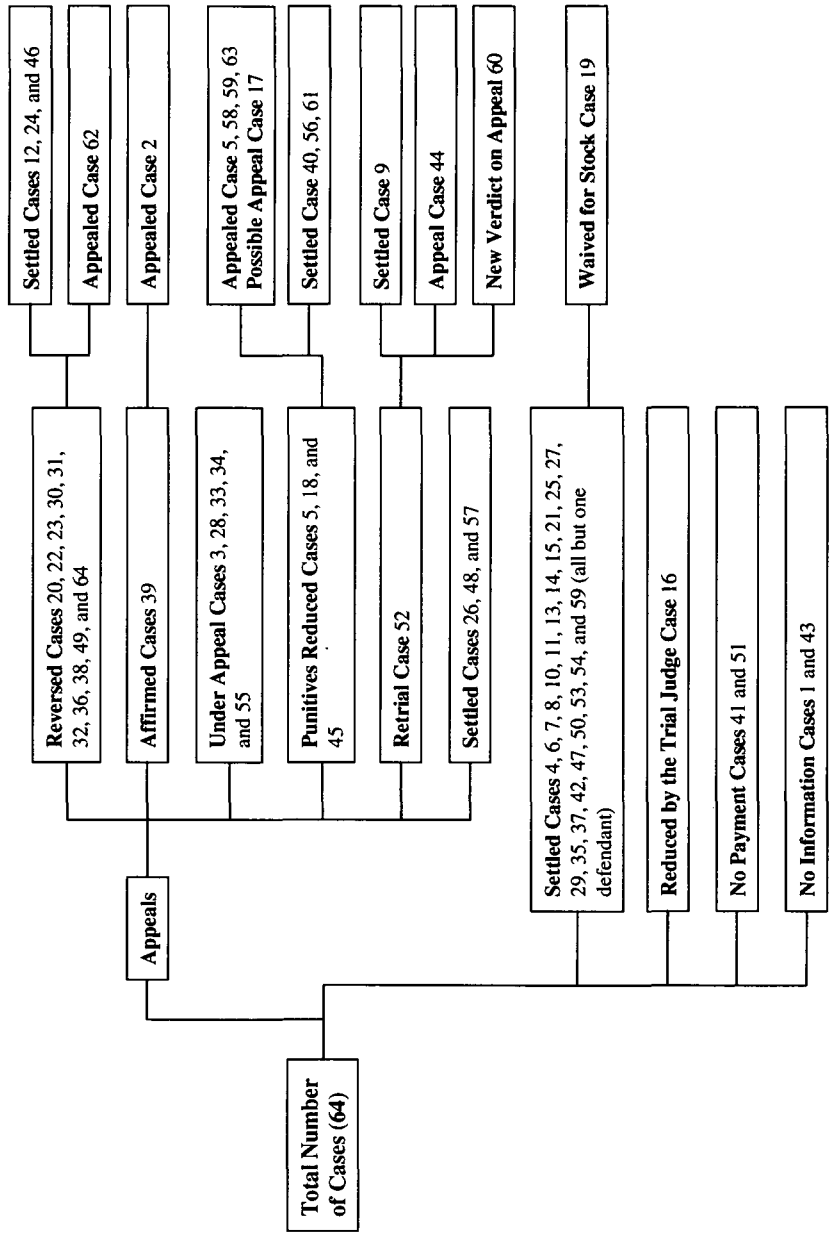 Total Number
of Cases (64)
Appeals
Reversed Cases 20, 22, 23, 30, 31,
32, 36, 38, 49, and 64
Settled Cases 12, 24, and 46
Appealed Case 62
Affirmed Cases 39
Appealed Case 2
Under Appeal Cases 3, 28, 33, 34,
and 55
Punitives Reduced Cases 5, 18, and
45
Appealed Case 5, 58, 59, 63
Possible Appeal Case 17
Settled Case 40, 56, 61
Retrial Case 52
Settled Case 9
Appeal Case 44
New Verdict on Appeal 60
Settled Cases 26, 48, and 57
Settled Cases 4, 6, 7, 8, 10, 11, 13, 14, 15, 21, 25, 27,
29, 35, 37, 42, 47, 50, 53, 54, and 59 (all but one
defendant)
Waived for Stock Case 19
Reduced by the Trial Judge Case 16
No Payment Cases 41 and 51
No Information Cases 1 and 43